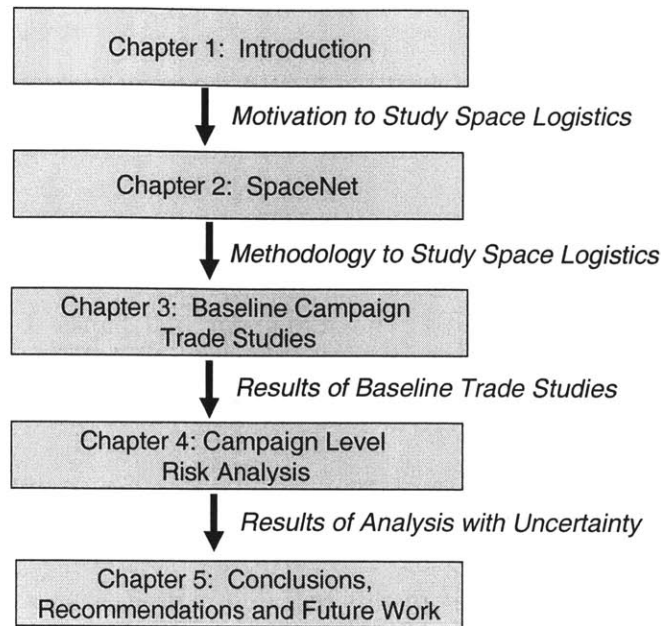 Chapter 1: Introduction
Motivation to Study Space Logistics
Chapter 2: SpaceNet
Methodology to Study Space Logistics
Chapter 3: Baseline Campaign
Trade Studies
Results of Baseline Trade Studies
Chapter 4: Campaign Level
Risk Analysis
Results of Analysis with Uncertainty
Chapter 5: Conclusions,
Recommendations and Future Work